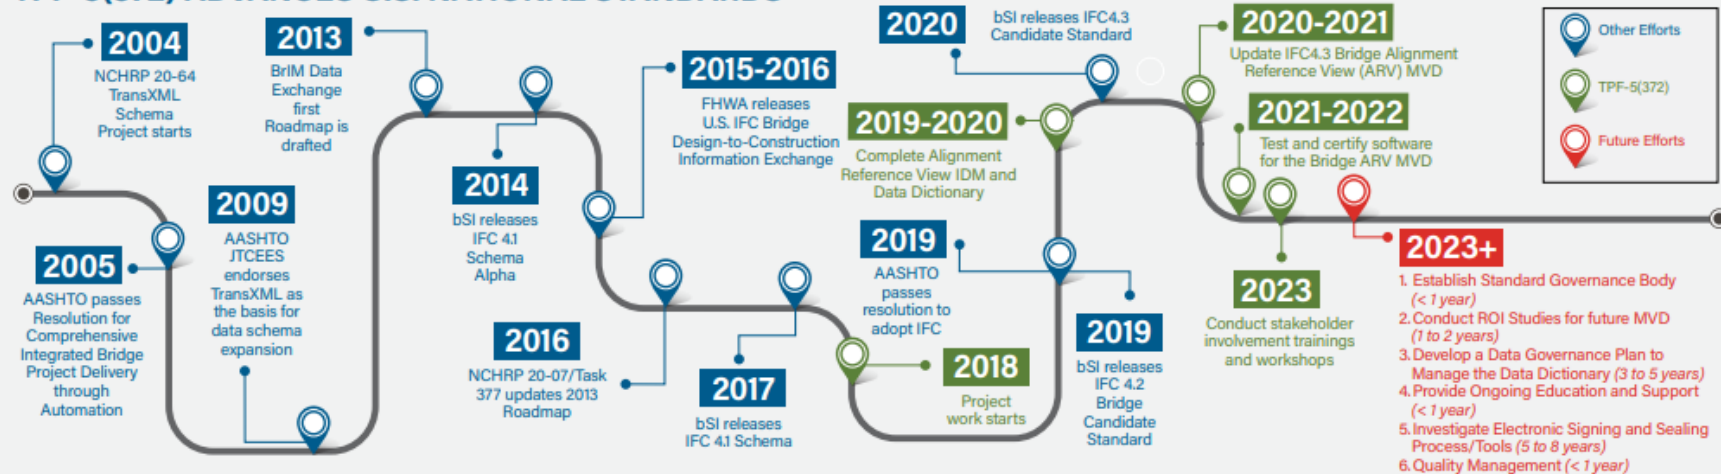 2004
NCHRP 20-64
TransXML
Schema
Project starts
2005
AASHTO passes
Resolution for
Comprehensive
Integrated Bridge
Project Delivery
through
Automation
2009
AASHTO
JTCEES
endorses
TransXML as
the basis for
data schema
expansion
2013
BrIM Data
Exchange
first
Roadmap is
drafted
2014
bSI releases
IFC 4.1
Schema
Alpha
2015-2016
FHWA releases
U.S. IFC Bridge
Design-to-Construction
Information Exchange
2016
NCHRP 20-07/Task
377 updates 2013
Roadmap
2017
bSI releases
IFC 4.1 Schema
2018
Project
work starts
2019
AASHTO
passes
resolution to
adopt IFC
2019
bSI releases
IFC 4.2
Bridge
Candidate
Standard
2019-2020
Complete Alignment
Reference View IDM and
Data Dictionary
2020
bSI releases IFC4.3
Candidate Standard
2020-2021
Update IFC4.3 Bridge Alignment
Reference View (ARV) MVD
2021-2022
Test and certify software
for the Bridge ARV MVD
2023
Conduct stakeholder
involvement trainings
and workshops
2023+
1. Establish Standard Governance Body
(< 1 year)
2. Conduct ROI Studies for future MVD
(1 to 2 years)
3. Develop a Data Governance Plan to
Manage the Data Dictionary (3 to 5 years)
4. Provide Ongoing Education and Support
(< 1 year)
5. Investigate Electronic Signing and Sealing
Process/Tools (5 to 8 years)
6. Quality Management (< 1 year)
Other Efforts
TPF-5(372)
Future Efforts